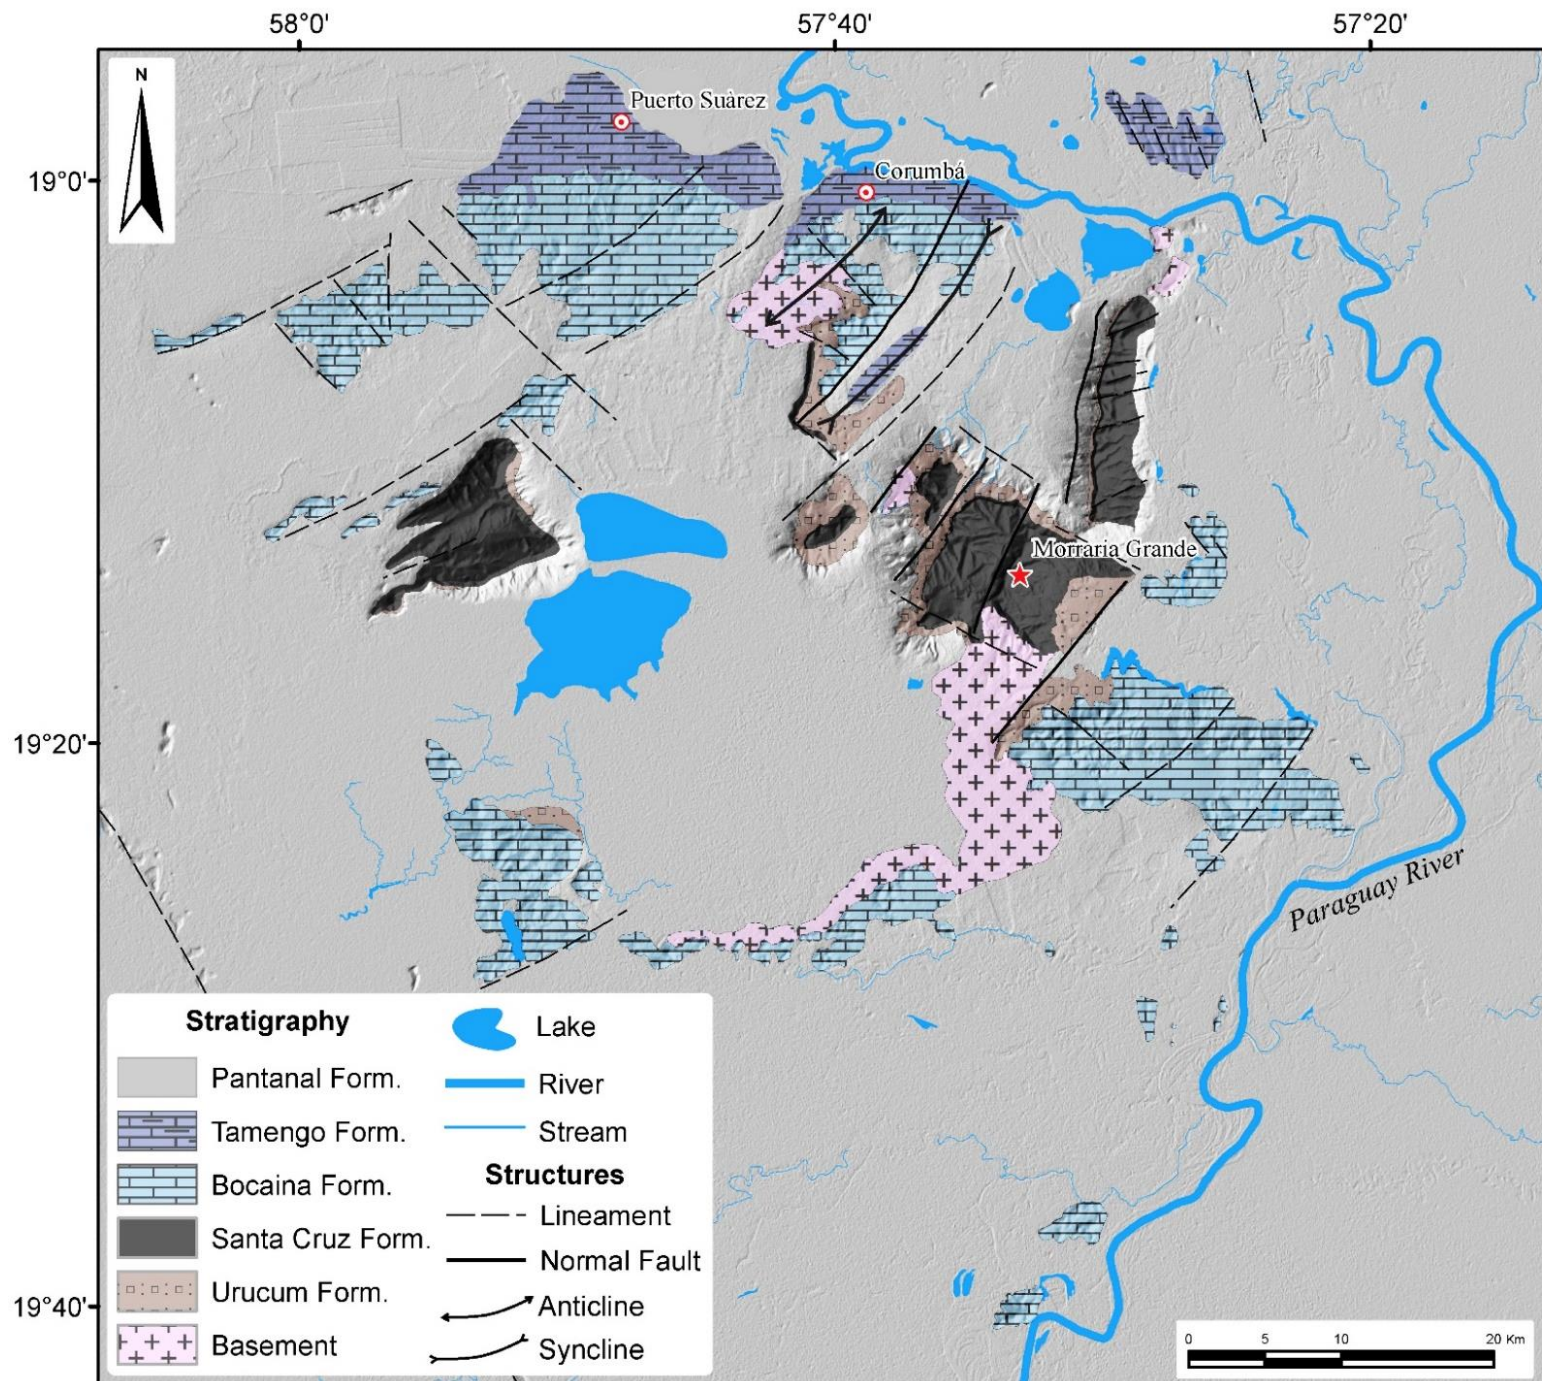 58°0' 57°40' 57°20'
N
Puerto Suàrez
Corumbá
19°0'
Morraria Grande
19°20'
Paraguay River
Stratigraphy
Pantanal Form.
Tamengo Form.
Bocaina Form.
Santa Cruz Form.
Urucum Form.
Basement
Lake
River
Stream
Structures
Lineament
Normal Fault
Anticline
Syncline
19°40'
0 5 10 20 Km